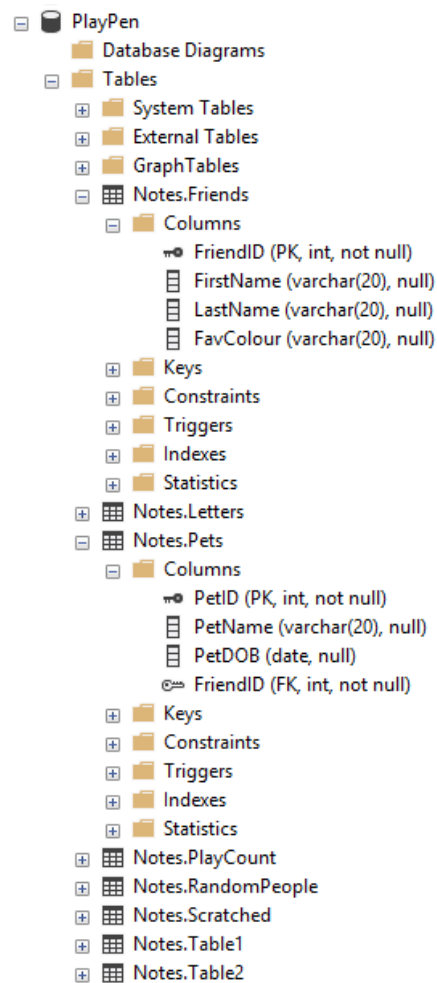 PlayPen
Database Diagrams
Tables
System Tables
External Tables
GraphTables
Notes.Friends
Columns
FriendID (PK, int, not null)
FirstName (varchar(20), null)
LastName (varchar(20), null)
FavColour (varchar(20), null)
Keys
Constraints
Triggers
Indexes
Statistics
Notes.Letters
Notes.Pets
Columns
PetID (PK, int, not null)
PetName (varchar(20), null)
PetDOB (date, null)
FriendID (FK, int, not null)
Keys
Constraints
Triggers
Indexes
Statistics
Notes.PlayCount
Notes.RandomPeople
Notes.Scratched
Notes.Table1
Notes.Table2